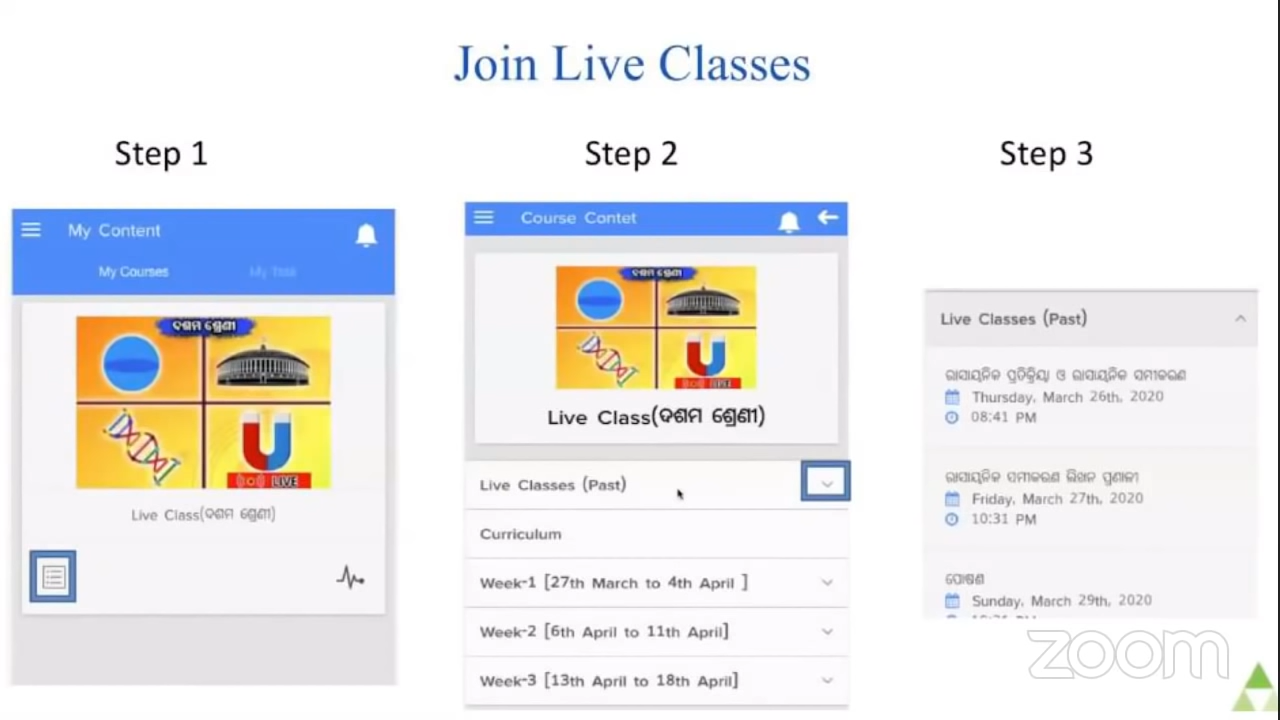 Join Live Classes
Step 1
Step 2
Step 3
My Content
My Courses
ଦଶମ ଶ୍ରେଣୀ
LIVE
Live Class(ଦଶମ ଶ୍ରେଣୀ)
Course Contet
ଦଶମ ଶ୍ରେଣୀ
Live Class(ଦଶମ ଶ୍ରେଣୀ)
Live Classes (Past)
Curriculum
Week-1 [27th March to 4th April ]
Week-2 [6th April to 11th April]
Week-3 [13th April to 18th April]
Live Classes (Past)
ରାସାୟନିକ ପ୍ରତିକ୍ରିୟା ଓ ରାସାୟନିକ ସମୀକରଣ
Thursday, March 26th, 2020
08:41 PM
ରାସାୟନିକ ସମୀକରଣ ଲିଖନ ପ୍ରଣାଳୀ
Friday, March 27th, 2020
10:31 PM
ପୋଷଣ
Sunday, March 29th, 2020
zoom